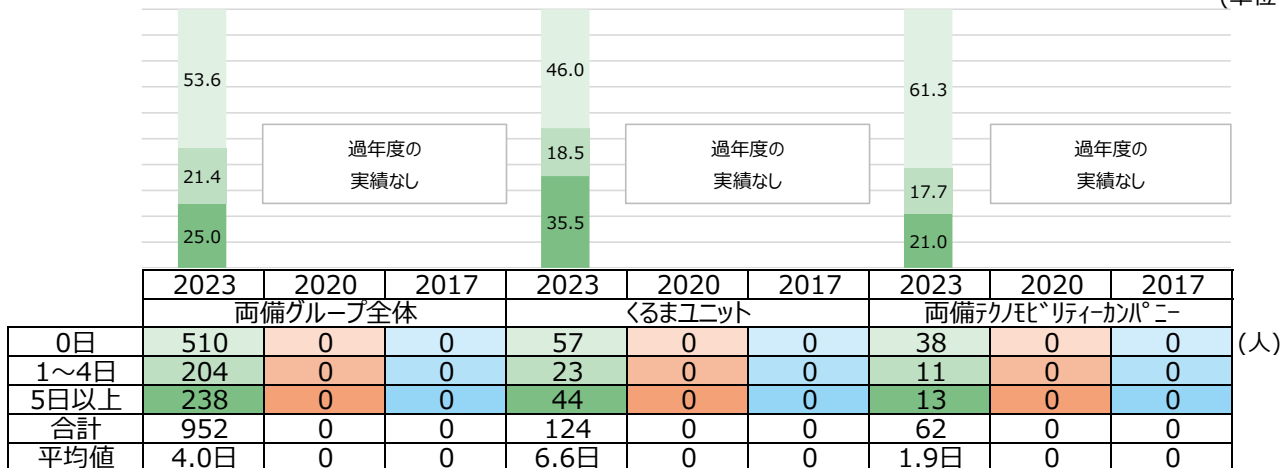 (単位
53.6
21.4
25.0
過年度の
実績なし
46.0
18.5
35.5
過年度の
実績なし
61.3
17.7
21.0
過年度の
実績なし
2023 2020 2017 2023 2020 2017 2023 2020 2017
両備グループ全体 くるまユニット 両備ﾃｸﾉﾓﾋﾞﾘﾃｨｰｶﾝﾊﾟﾆｰ
0日 510 0 0 57 0 0 38 0 0 (人)
1～4日 204 0 0 23 0 0 11 0 0
5日以上 238 0 0 44 0 0 13 0 0
合計 952 0 0 124 0 0 62 0 0
平均値 4.0日 0 0 6.6日 0 0 1.9日 0 0